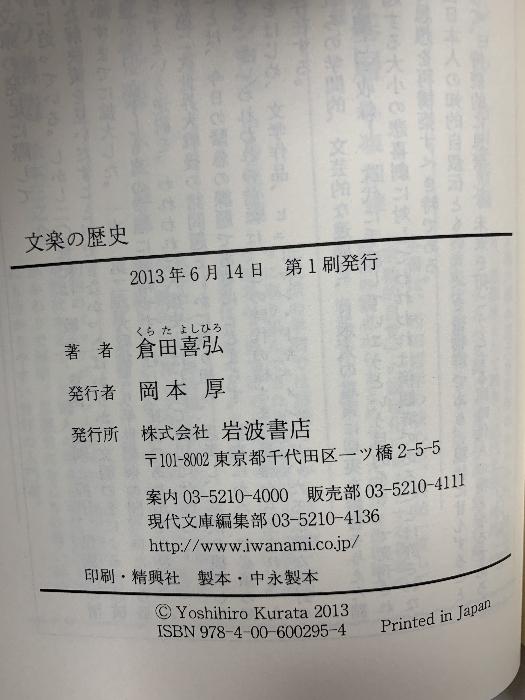 文楽の歴史
2013年6月14日 第1刷発行
くらたよしひろ
著者 倉田喜弘
発行者 岡本 厚
発行所 株式会社 岩波書店
〒101-8002 東京都千代田区一ツ橋2-5-5
案内 03-5210-4000 販売部 03-5210-4111
現代文庫編集部 03-5210-4136
http://www.iwanami.co.jp/
印刷・精興社 製本・中永製本
© Yoshihiro Kurata 2013
ISBN 978-4-00-600295-4 Printed in Japan